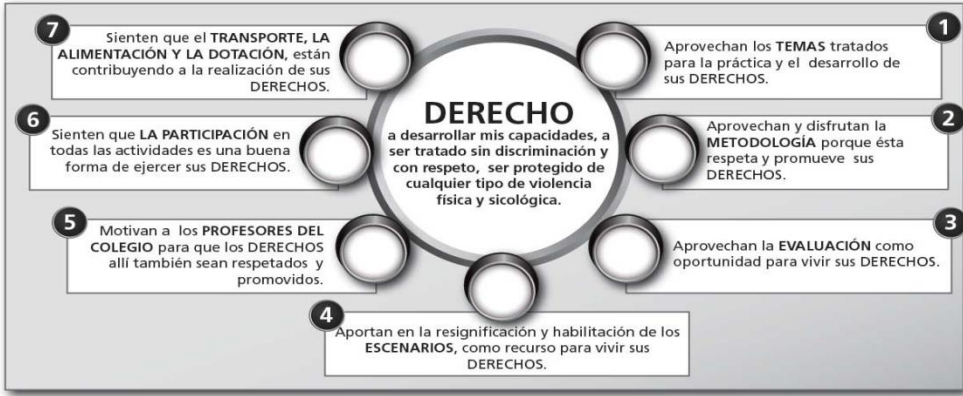 DERECHO
a desarrollar mis capacidades, a
ser tratado sin discriminación y
con respeto, ser protegido de
cualquier tipo de violencia
física y sicológica.
1
Aprovechan los TEMAS tratados
para la práctica y el desarrollo de
sus DERECHOS.
2
Aprovechan y disfrutan la
METODOLOGÍA porque ésta
respeta y promueve sus
DERECHOS.
3
Aprovechan la EVALUACIÓN como
oportunidad para vivir sus DERECHOS.
4
Aportan en la resignificación y habilitación de los
ESCENARIOS, como recurso para vivir sus
DERECHOS.
5
Motivan a los PROFESORES DEL
COLEGIO para que los DERECHOS
allí también sean respetados y
promovidos.
6
Sienten que LA PARTICIPACIÓN en
todas las actividades es una buena
forma de ejercer sus DERECHOS.
7
Sienten que el TRANSPORTE, LA
ALIMENTACIÓN Y LA DOTACIÓN, están
contribuyendo a la realización de sus
DERECHOS.